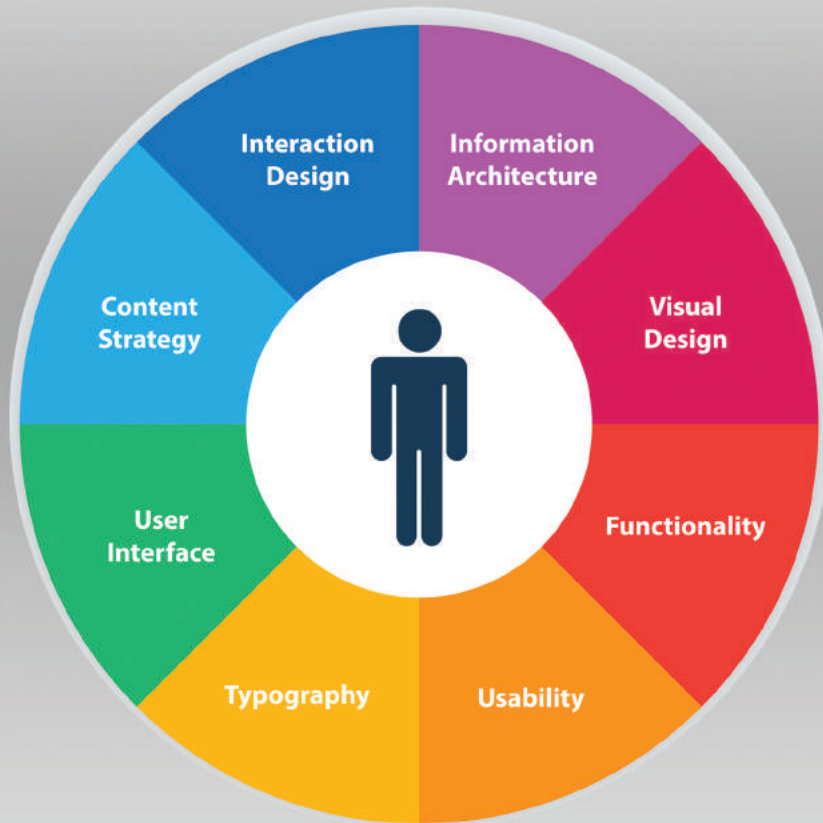 Interaction
Design
Information
Architecture
Visual
Design
Functionality
Usability
Typography
User
Interface
Content
Strategy